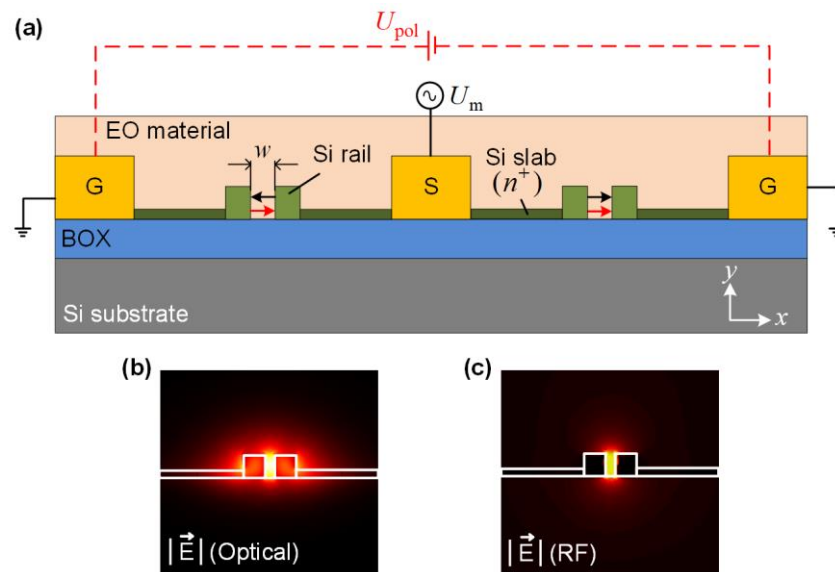 (a)
U_pol
U_m
EO material
w
Si rail
Si slab
(n⁺)
G
S
G
BOX
y
Si substrate
x
(b)
(c)
|E⃗| (Optical)
|E⃗| (RF)